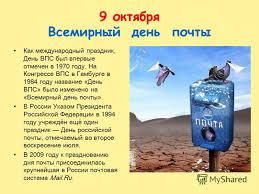 9 октября
Всемирный день почты
• Как международный праздник,
День ВПС был впервые
отмечен в 1970 году. На
Конгрессе ВПС в Гамбурге в
1984 году название «День
ВПС» было изменено на
«Всемирный день почты».
• В России Указом Президента
Российской Федерации в 1994
году учреждён ещё один
праздник — День российской
почты, отмечаемый во второе
воскресение июля.
• В 2009 году к празднованию
дня почты присоединилась
крупнейшая в России почтовая
система Mail.Ru.
ПОЧТА
MyShared